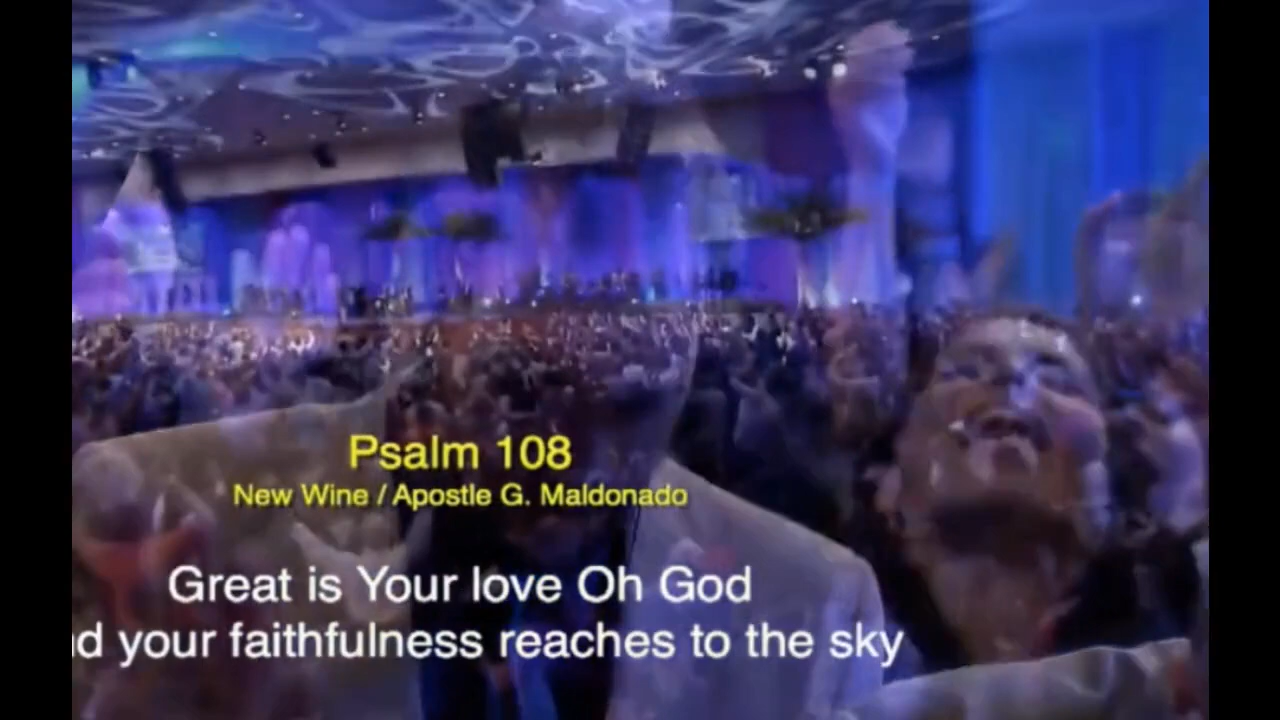 Psalm 108
New Wine / Apostle G. Maldonado
Great is Your love Oh God
your faithfulness reaches to the sky